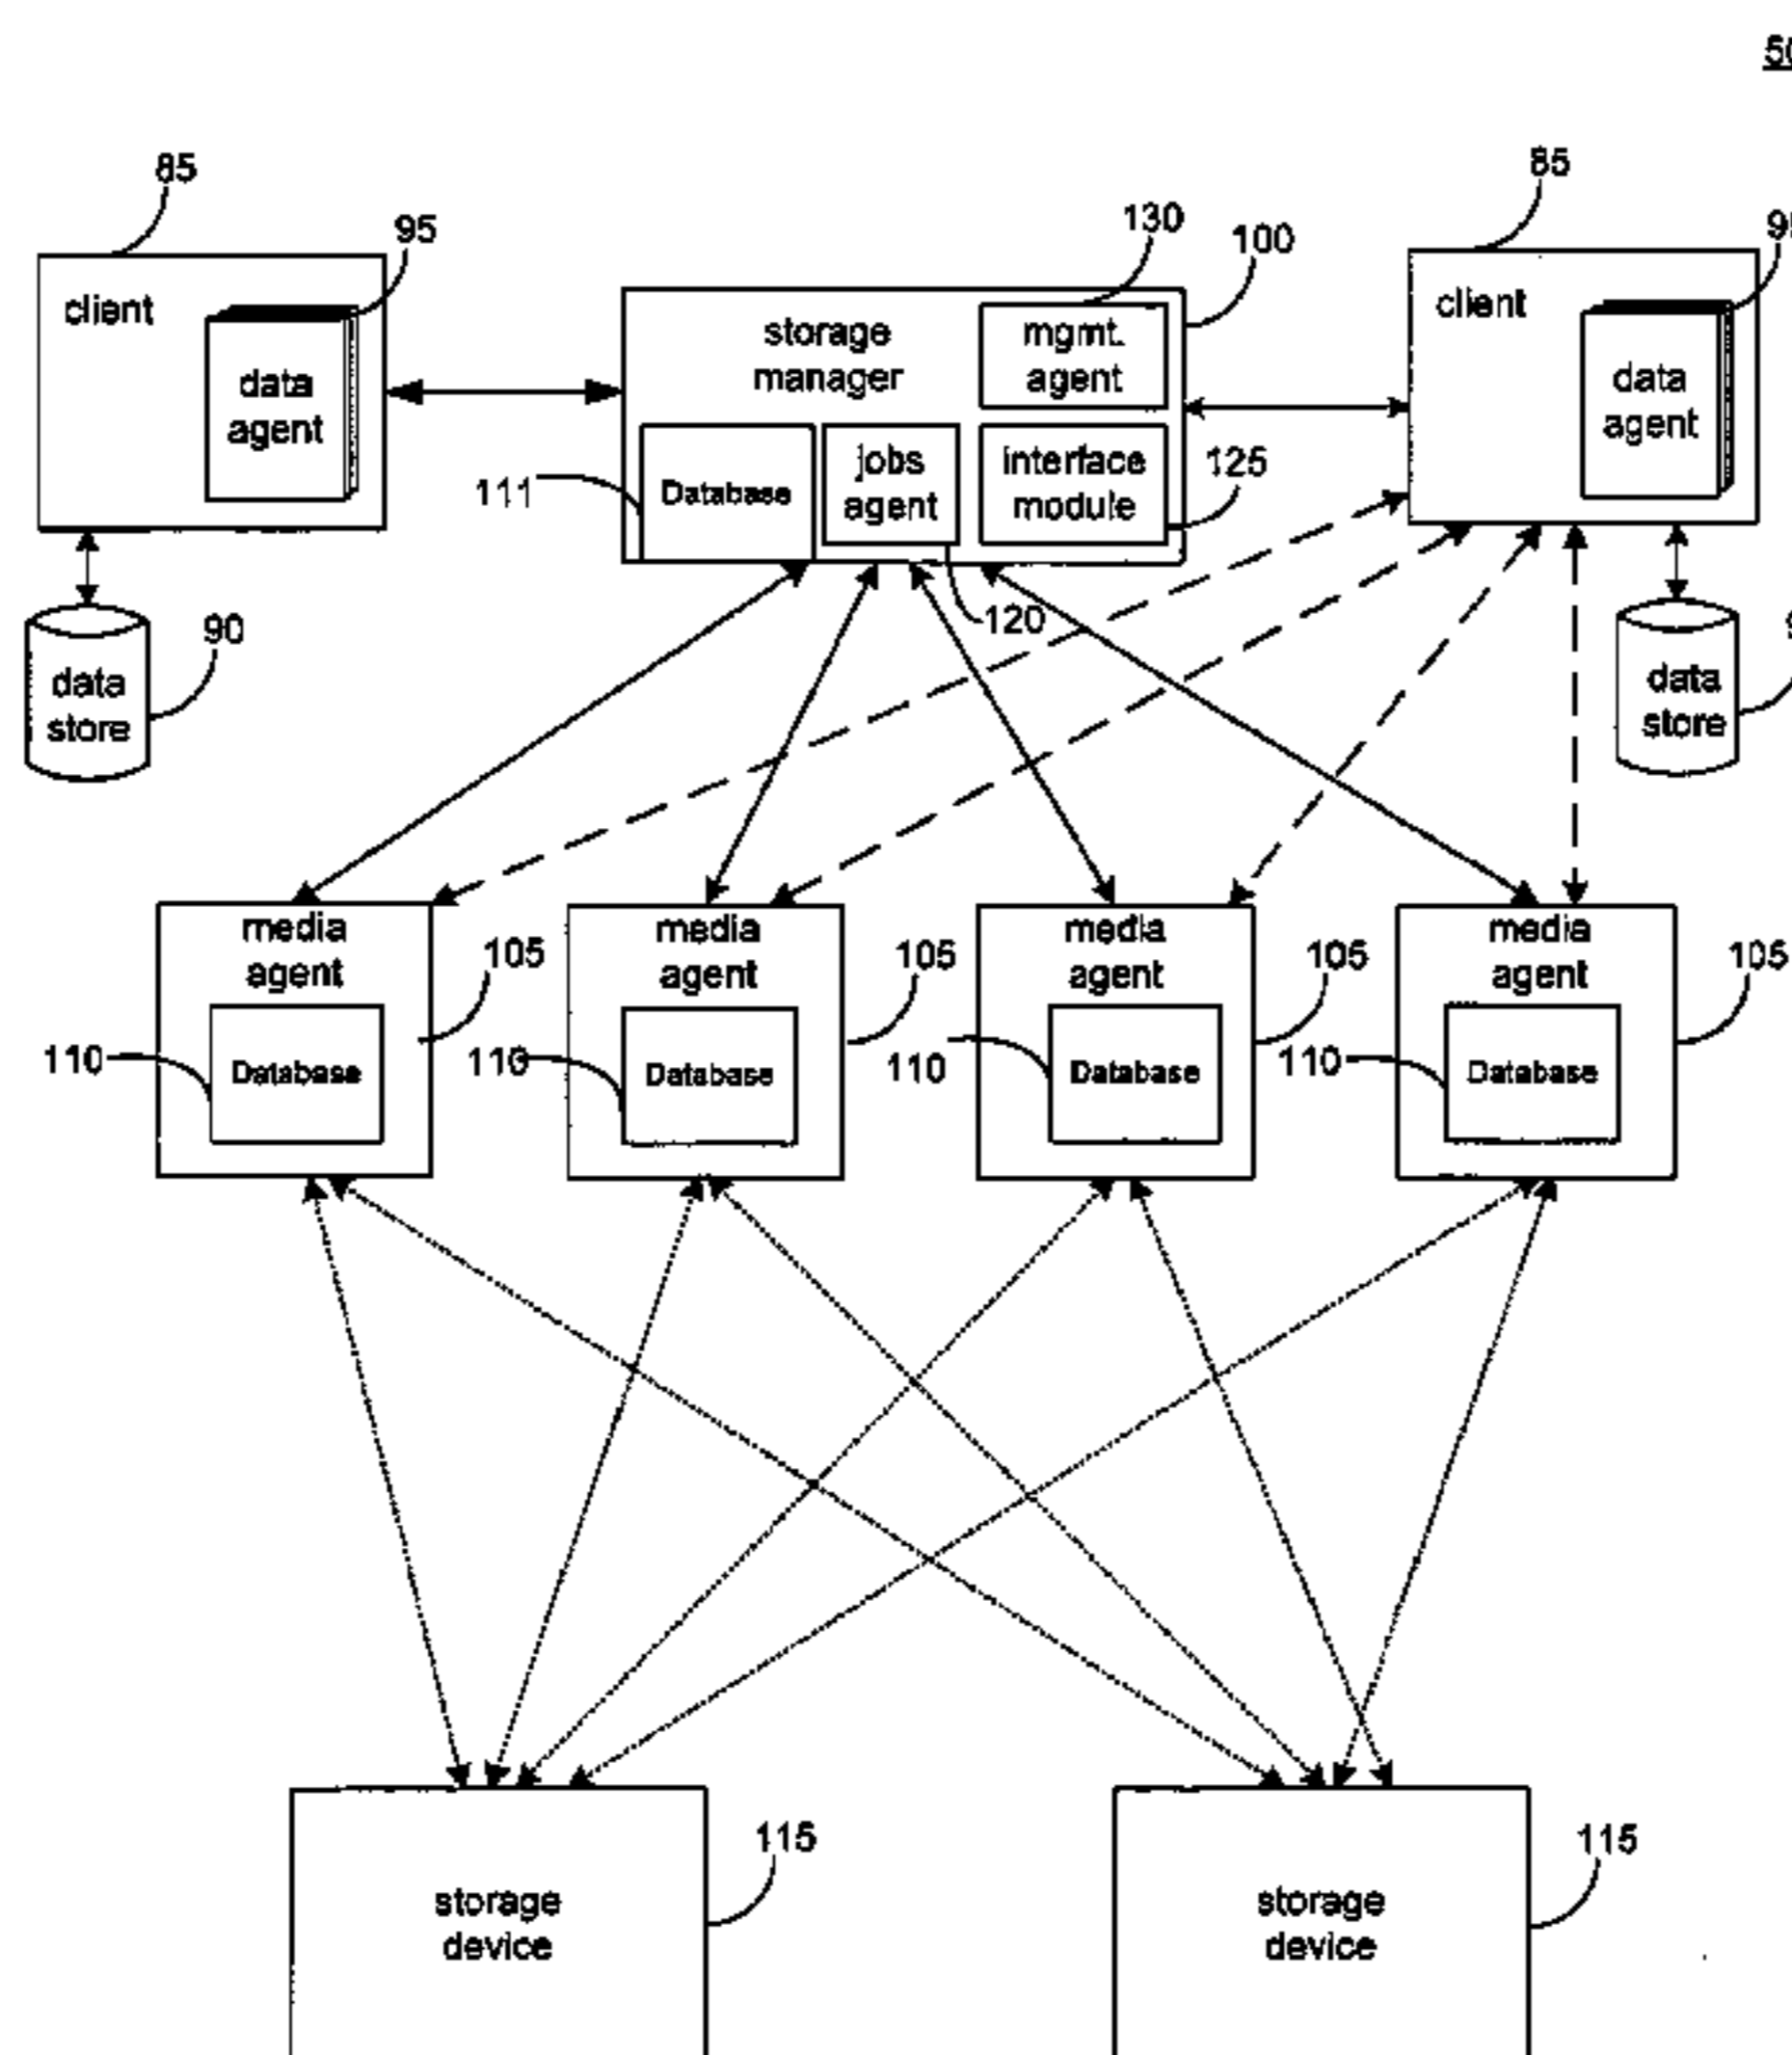 85
95
130
100
85
client
data
agent
storage
manager
mgmt.
agent
client
data
agent
111
Database
jobs
agent
interface
module
125
120
90
data
store
data
store
media
agent
105
110
Database
media
agent
105
110
Database
media
agent
105
110
Database
media
agent
105
110
Database
storage
device
115
storage
device
115